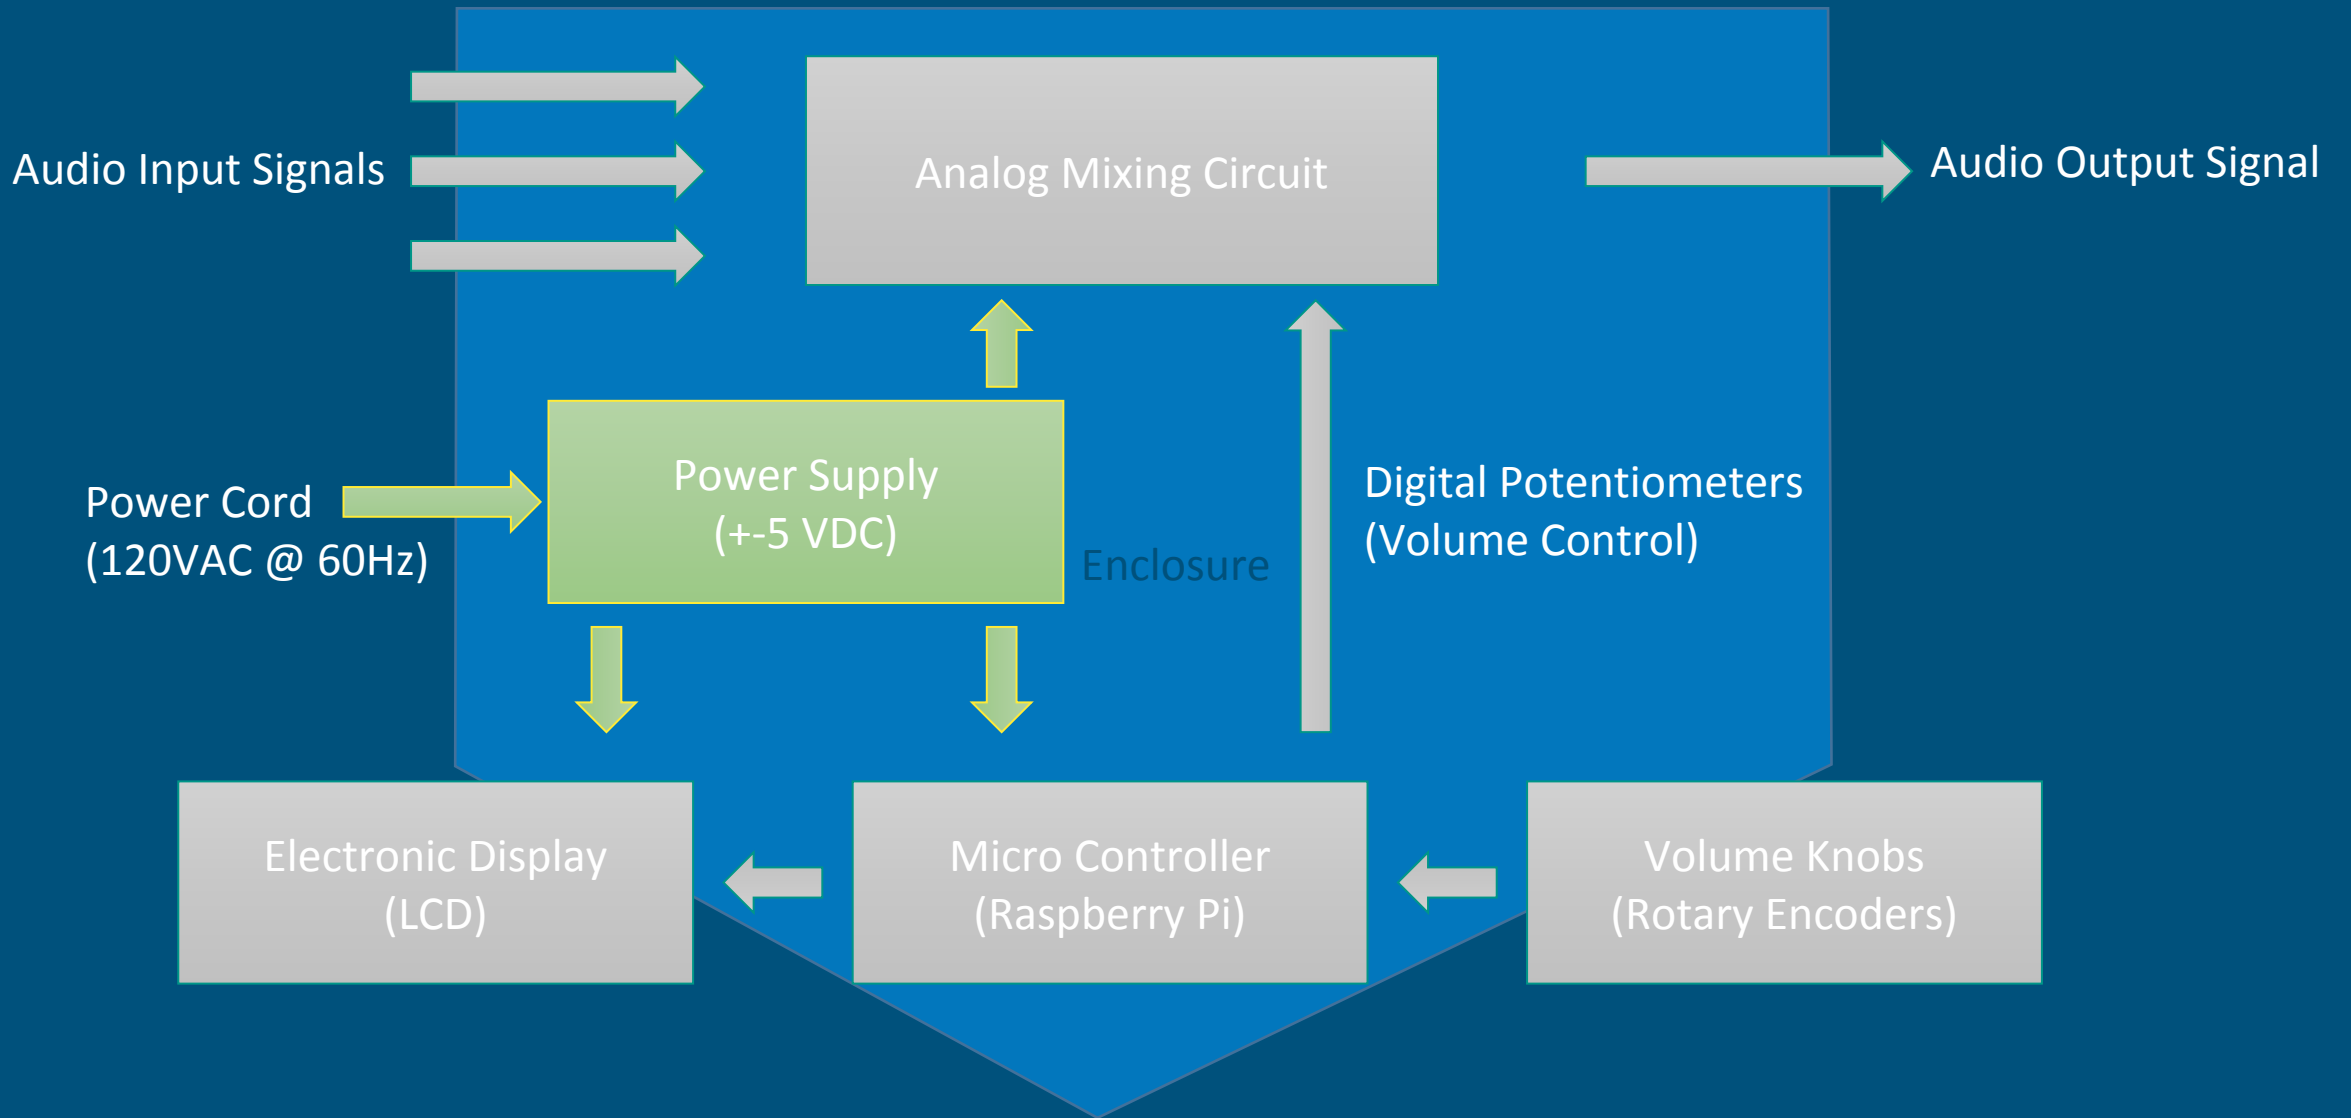 Audio Input Signals
Analog Mixing Circuit
Audio Output Signal
Power Cord
(120VAC @ 60Hz)
Power Supply
(+-5 VDC)
Enclosure
Digital Potentiometers
(Volume Control)
Electronic Display
(LCD)
Micro Controller
(Raspberry Pi)
Volume Knobs
(Rotary Encoders)